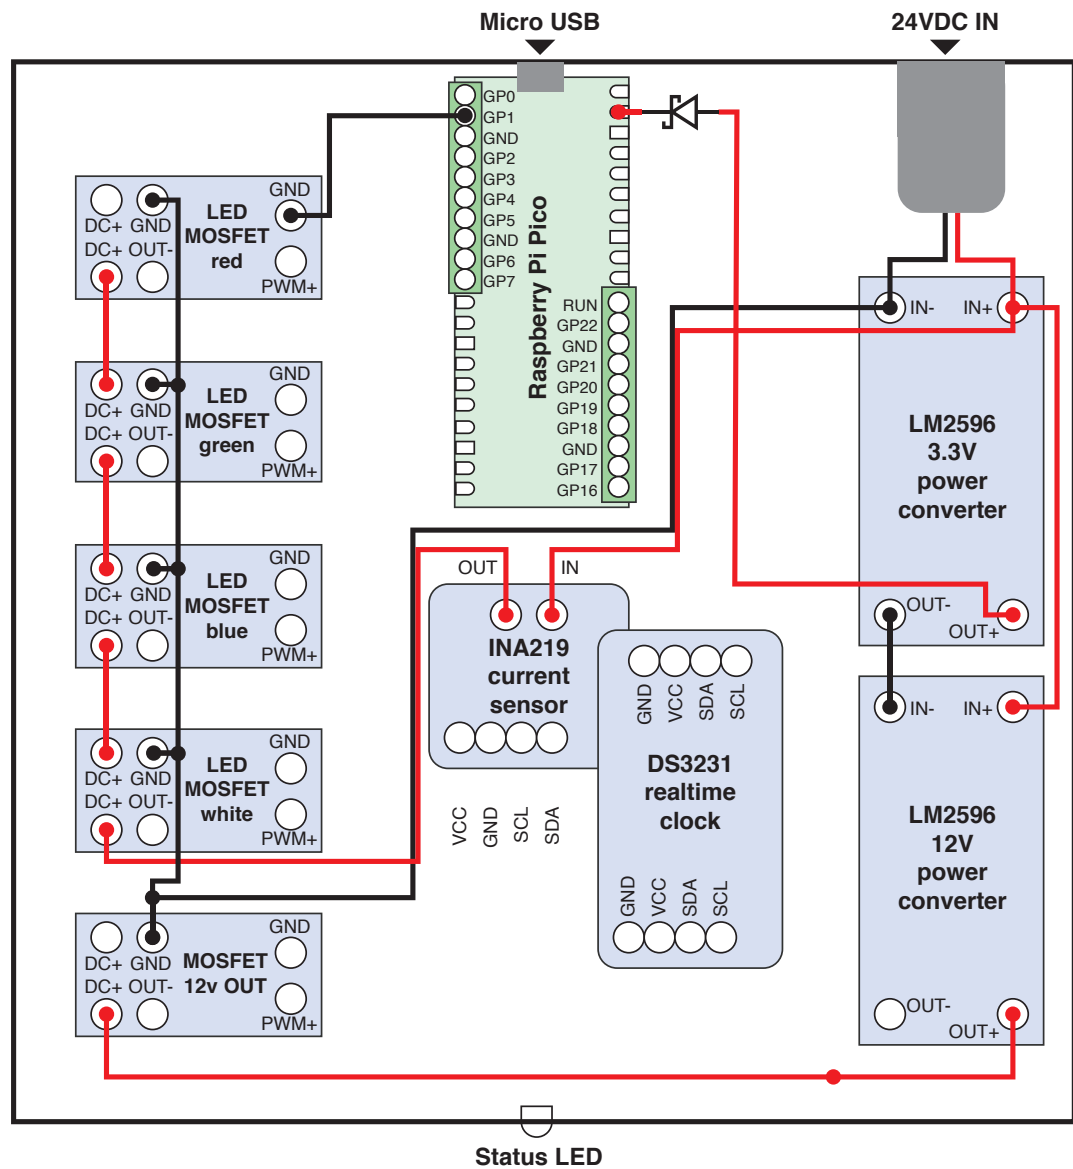 Micro USB
24VDC IN
GP0
GP1
GND
GP2
GP3
GP4
GP5
GND
GP6
GP7
Raspberry Pi Pico
RUN
GP22
GND
GP21
GP20
GP19
GP18
GND
GP17
GP16
GND
DC+ GND
DC+ OUT-
LED
MOSFET
red
PWM+
GND
DC+ GND
DC+ OUT-
LED
MOSFET
green
PWM+
GND
DC+ GND
DC+ OUT-
LED
MOSFET
blue
PWM+
GND
DC+ GND
DC+ OUT-
LED
MOSFET
white
PWM+
GND
DC+ GND
DC+ OUT-
MOSFET
12v OUT
PWM+
OUT IN
INA219
current
sensor
VCC
GND
SCL
SDA
GND
VCC
SDA
SCL
DS3231
realtime
clock
GND
VCC
SDA
SCL
IN- IN+
LM2596
3.3V
power
converter
OUT-
OUT+
IN- IN+
LM2596
12V
power
converter
OUT-
OUT+
Status LED